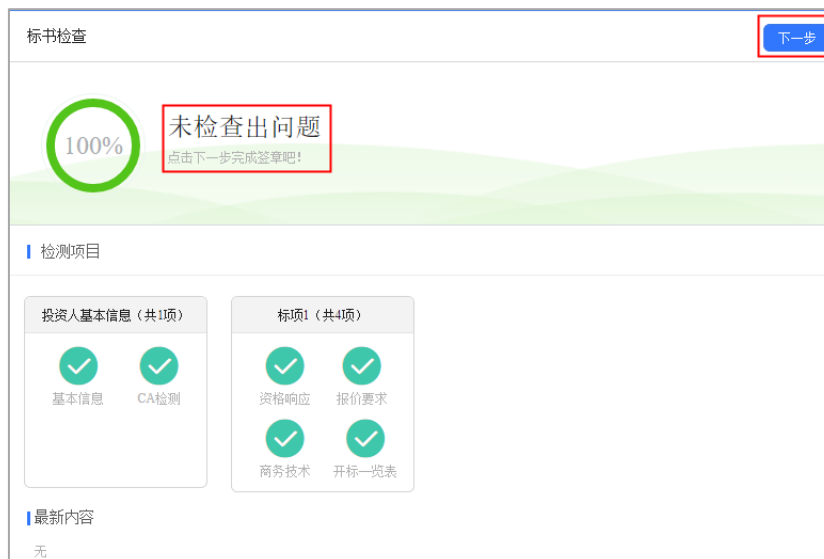 标书检查
下一步
100%
未检查出问题
点击下一步完成签章吧!
检测项目
投资人基本信息（共1项）
标项1（共4项）
基本信息
CA检测
资格响应
报价要求
商务技术
开标一览表
最新内容
无